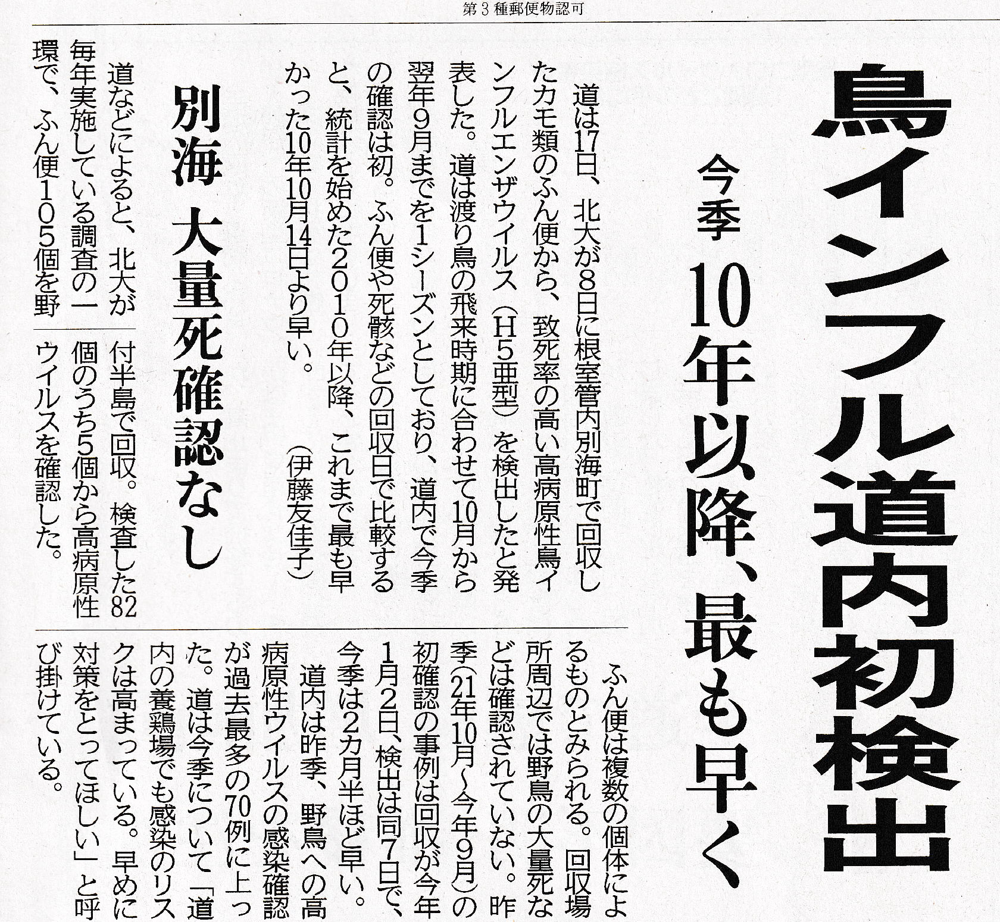 第3種郵便物認可
鳥インフル道内初検出
今季 10年以降、最も早く
　道は17日、北大が8日に根室管内別海町で回収し
たカモ類のふん便から、致死率の高い高病原性鳥イ
ンフルエンザウイルス（H5亜型）を検出したと発
表した。道は渡り鳥の飛来時期に合わせて10月から
翌年9月までを1シーズンとしており、道内で今季
の確認は初。ふん便や死骸などの回収日で比較する
と、統計を始めた2010年以降、これまで最も早
かった10年10月14日より早い。　　（伊藤友佳子）
別海 大量死確認なし
　道などによると、北大が
毎年実施している調査の一
環で、ふん便105個を野
付半島で回収。検査した82
個のうち5個から高病原性
ウイルスを確認した。
　ふん便は複数の個体によ
るものとみられる。回収場
所周辺では野鳥の大量死な
どは確認されていない。昨
季（21年10月～今年9月）の
初確認の事例は回収が今年
1月2日、検出は同7日で、
今季は2カ月半ほど早い。
　道内は昨季、野鳥への高
病原性ウイルスの感染確認
が過去最多の70例に上っ
た。道は今季について「道
内の養鶏場でも感染のリス
クは高まっている。早めに
対策をとってほしい」と呼
び掛けている。